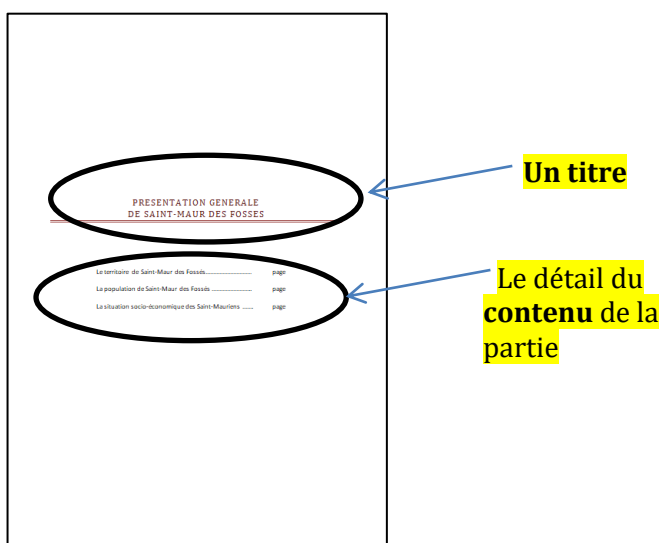 PRESENTATION GENERALE
DE SAINT-MAUR DES FOSSES
Le territoire de Saint-Maur des Fossés.............................. page
La population de Saint-Maur des Fossés .......................... page
La situation socio-économique des Saint-Mauriens ....... page
Un titre
Le détail du
contenu de la
partie